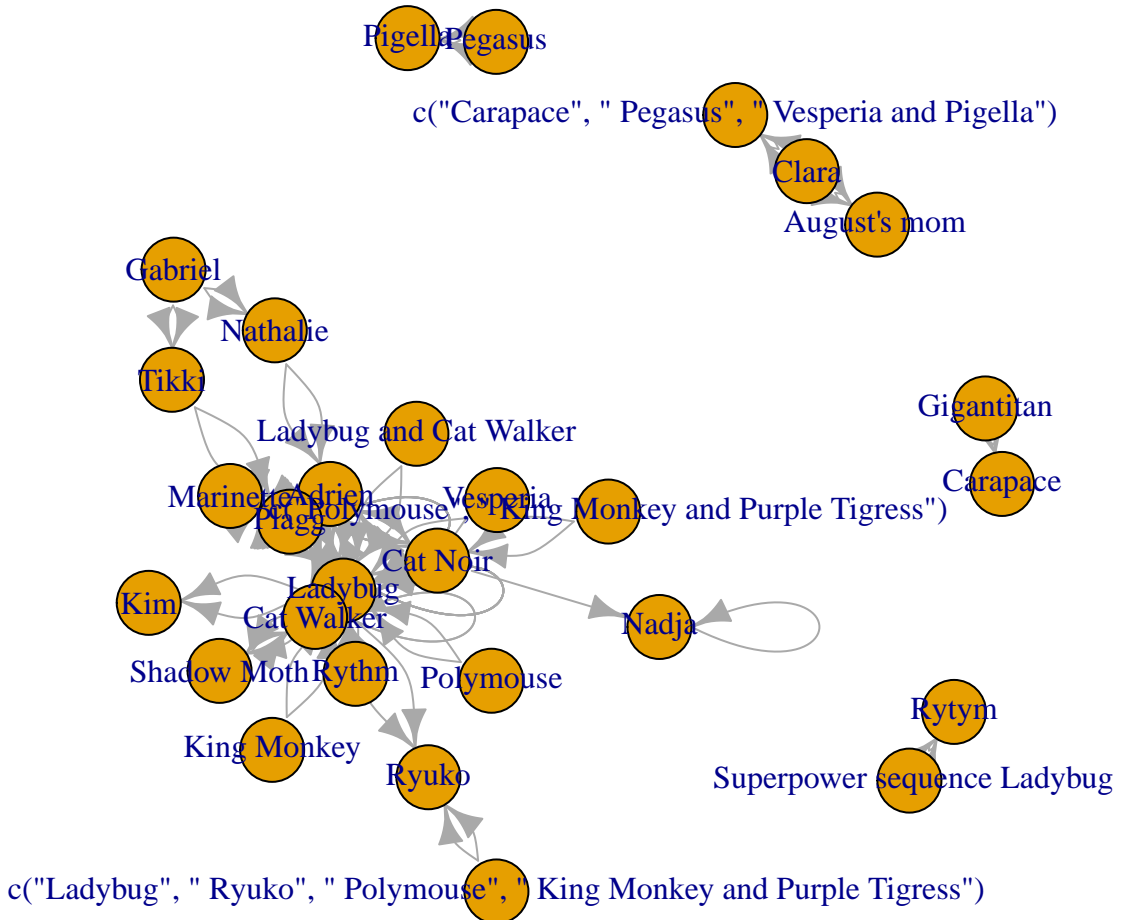 Pigella
Pegasus
c("Carapace", " Pegasus", " Vesperia and Pigella")
Clara
August's mom
Gabriel
Nathalie
Tikki
Gigantitan
Ladybug and Cat Walker
Carapace
Marinette
Adrien
Vesperia
c("Polymouse", " King Monkey and Purple Tigress")
Plagg
Cat Noir
Ladybug
Kim
Cat Walker
Nadja
Shadow Moth
Rythm
Polymouse
Rytym
King Monkey
Ryuko
Superpower sequence Ladybug
c("Ladybug", " Ryuko", " Polymouse", " King Monkey and Purple Tigress")